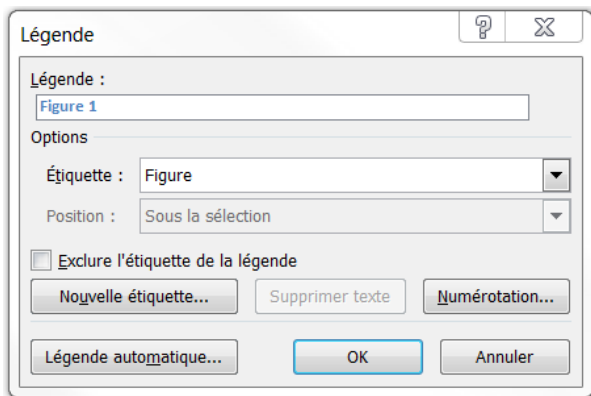 Légende
Légende :
Figure 1
Options
Étiquette : Figure
Position : Sous la sélection
Exclure l'étiquette de la légende
Nouvelle étiquette... Supprimer texte Numérotation...
Légende automatique... OK Annuler